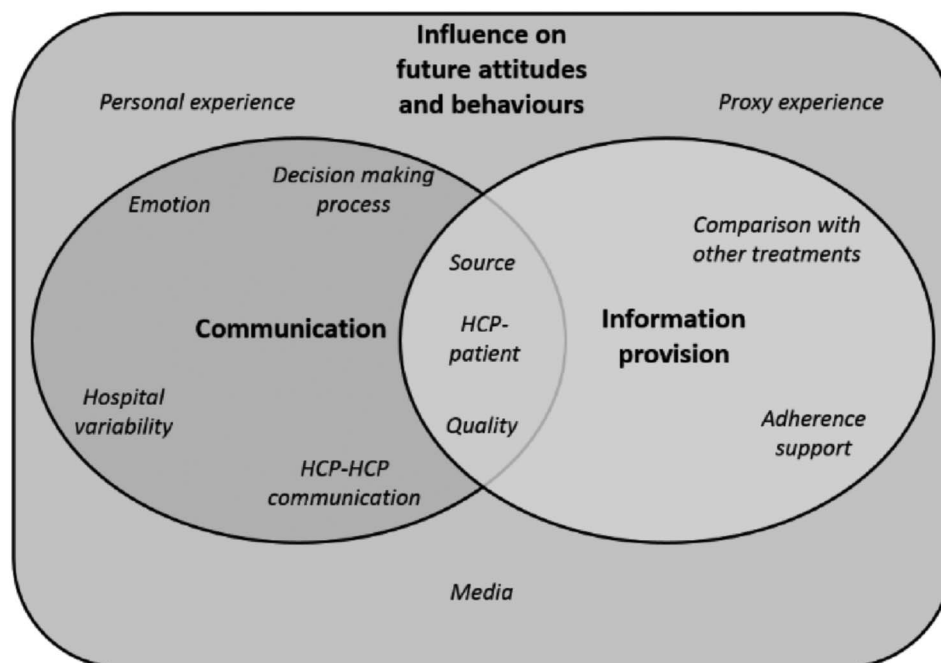 Influence on
future attitudes
and behaviours
Personal experience
Proxy experience
Decision making
process
Emotion
Comparison with
other treatments
Source
Communication
HCP-
patient
Information
provision
Hospital
variability
Quality
Adherence
support
HCP-HCP
communication
Media